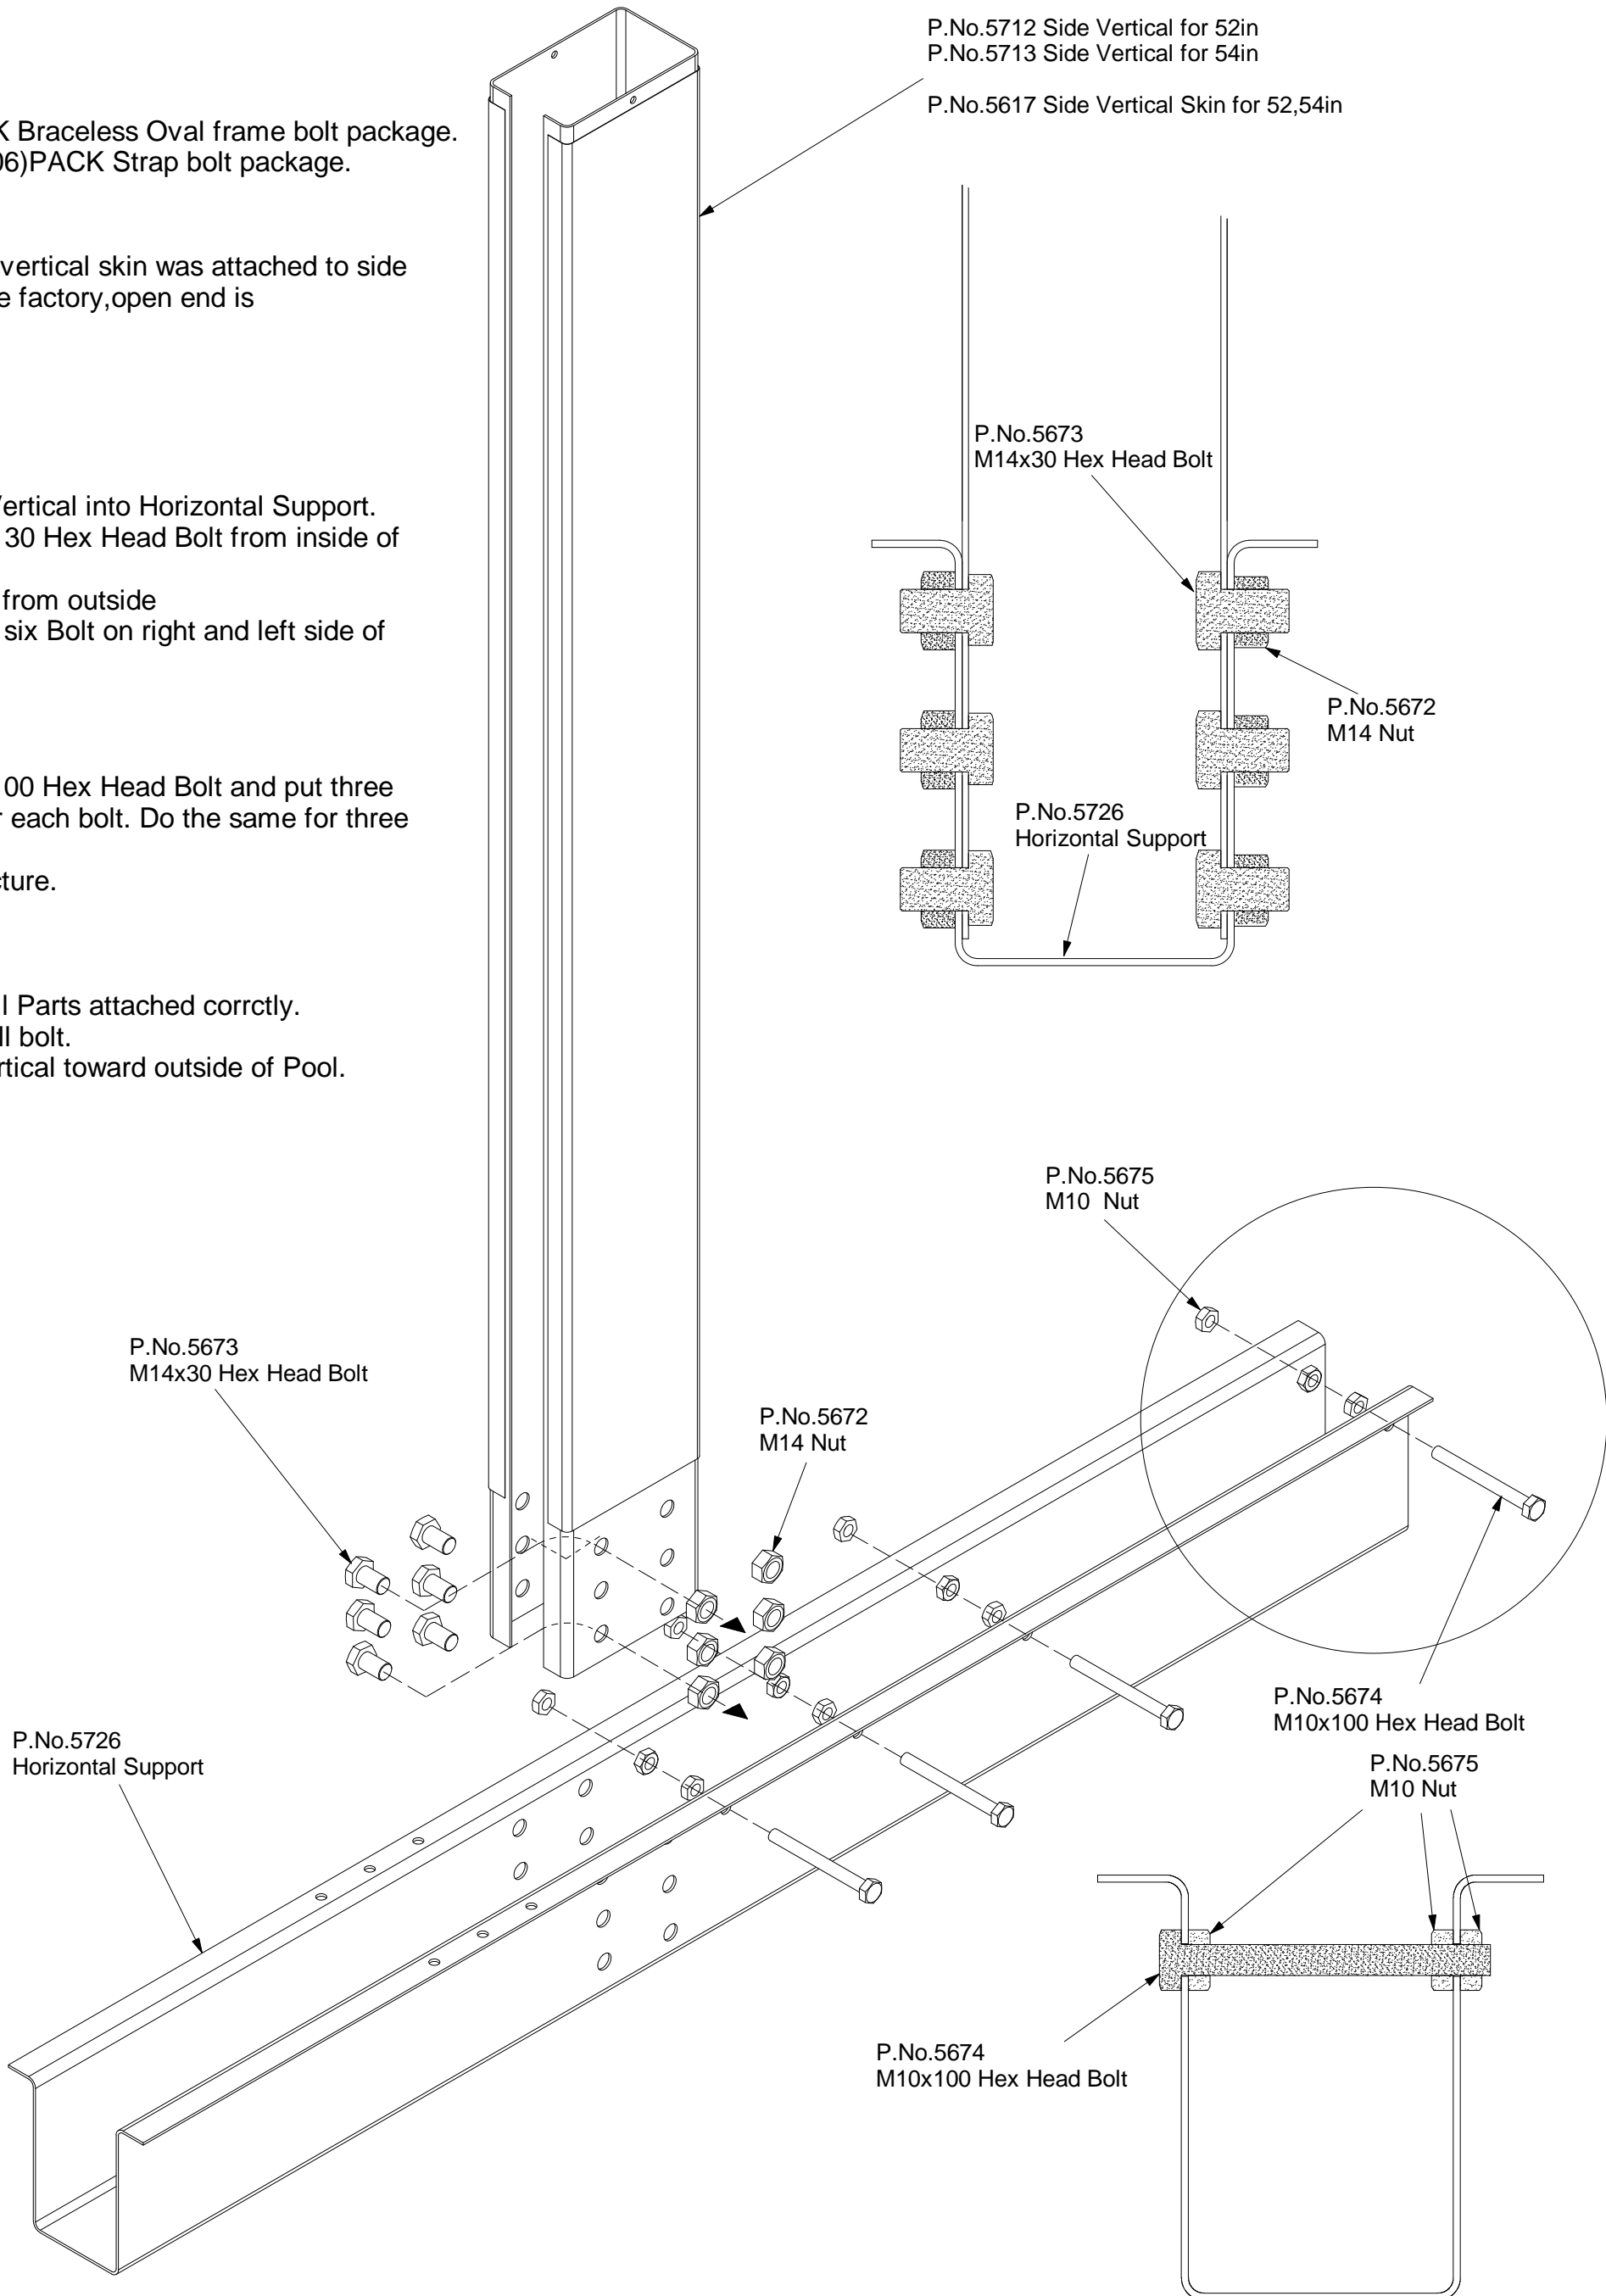 P.No.5712 Side Vertical for 52in
P.No.5713 Side Vertical for 54in
P.No.5617 Side Vertical Skin for 52,54in
K Braceless Oval frame bolt package.
06)PACK Strap bolt package.
vertical skin was attached to side
e factory,open end is
Vertical into Horizontal Support.
30 Hex Head Bolt from inside of
from outside
six Bolt on right and left side of
00 Hex Head Bolt and put three
r each bolt. Do the same for three
cture.
l Parts attached corrctly.
ll bolt.
rtical toward outside of Pool.
P.No.5673
M14x30 Hex Head Bolt
P.No.5672
M14 Nut
P.No.5726
Horizontal Support
P.No.5675
M10 Nut
P.No.5673
M14x30 Hex Head Bolt
P.No.5672
M14 Nut
P.No.5674
M10x100 Hex Head Bolt
P.No.5726
Horizontal Support
P.No.5675
M10 Nut
P.No.5674
M10x100 Hex Head Bolt